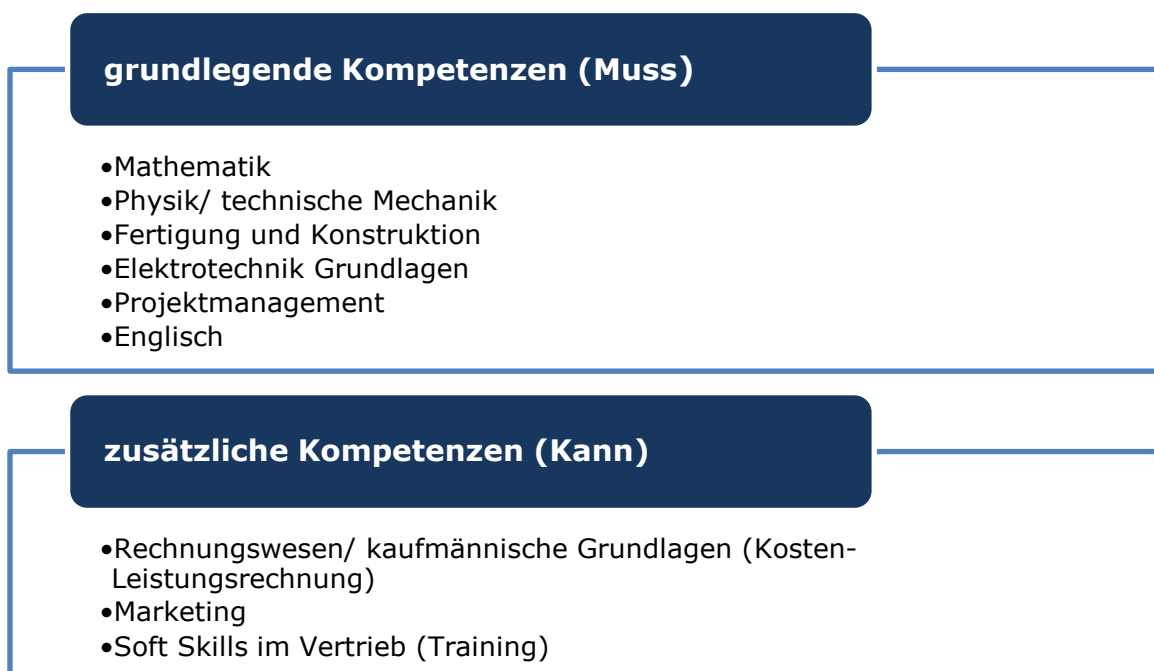 grundlegende Kompetenzen (Muss)
•Mathematik
•Physik/ technische Mechanik
•Fertigung und Konstruktion
•Elektrotechnik Grundlagen
•Projektmanagement
•Englisch
zusätzliche Kompetenzen (Kann)
•Rechnungswesen/ kaufmännische Grundlagen (Kosten-
Leistungsrechnung)
•Marketing
•Soft Skills im Vertrieb (Training)